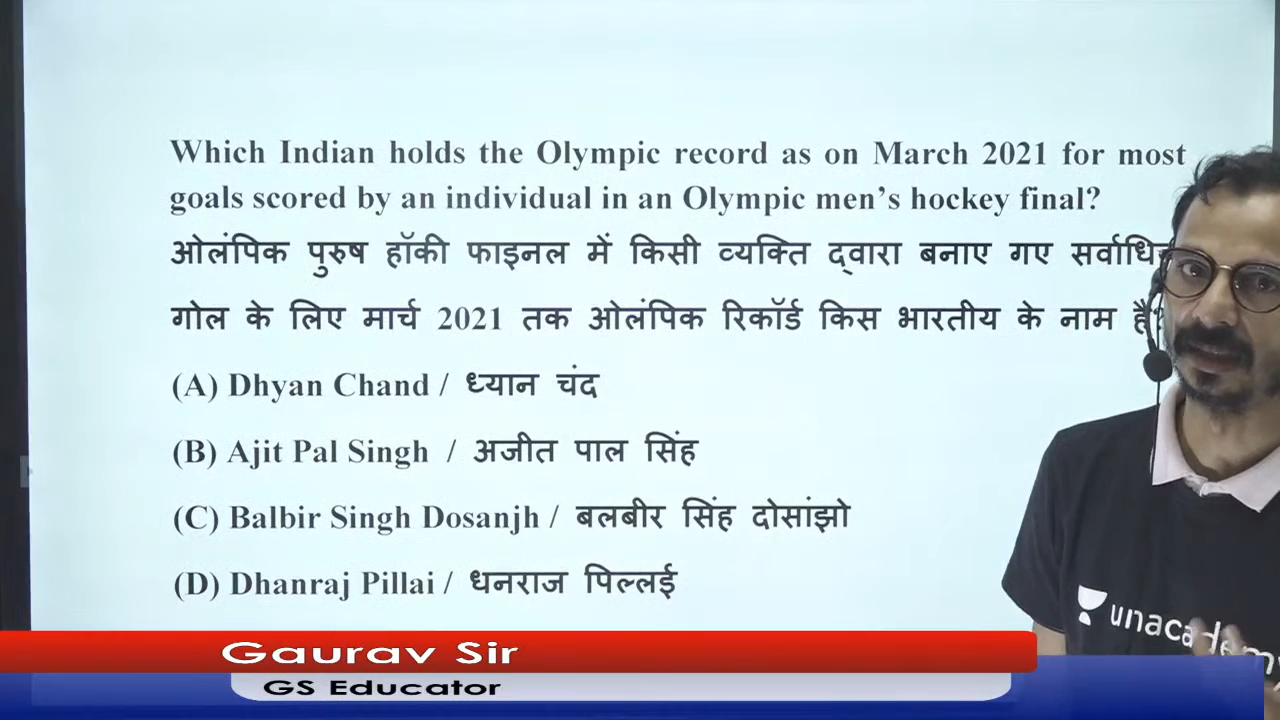 Which Indian holds the Olympic record as on March 2021 for most
goals scored by an individual in an Olympic men's hockey final?
ओलंपिक पुरुष हॉकी फाइनल में किसी व्यक्ति द्वारा बनाए गए
गोल के लिए मार्च 2021 तक ओलंपिक रिकॉर्ड किस भारतीय के नाम है?
(A) Dhyan Chand / ध्यान चंद
(B) Ajit Pal Singh / अजीत पाल सिंह
(C) Balbir Singh Dosanjh / बलबीर सिंह दोसांझो
(D) Dhanraj Pillai / धनराज पिल्लई
unacademy
Gaurav Sir
GS Educator